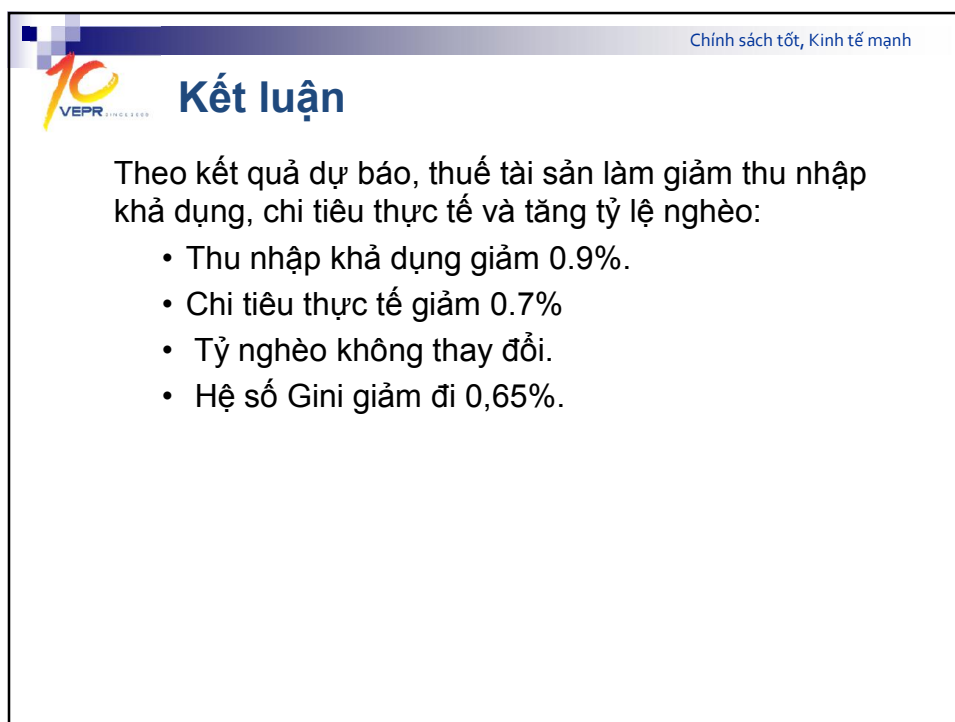 Chính sách tốt, Kinh tế mạnh
10
VEPR SINCE 2008
Kết luận
Theo kết quả dự báo, thuế tài sản làm giảm thu nhập
khả dụng, chi tiêu thực tế và tăng tỷ lệ nghèo:
• Thu nhập khả dụng giảm 0.9%.
• Chi tiêu thực tế giảm 0.7%
• Tỷ nghèo không thay đổi.
• Hệ số Gini giảm đi 0,65%.